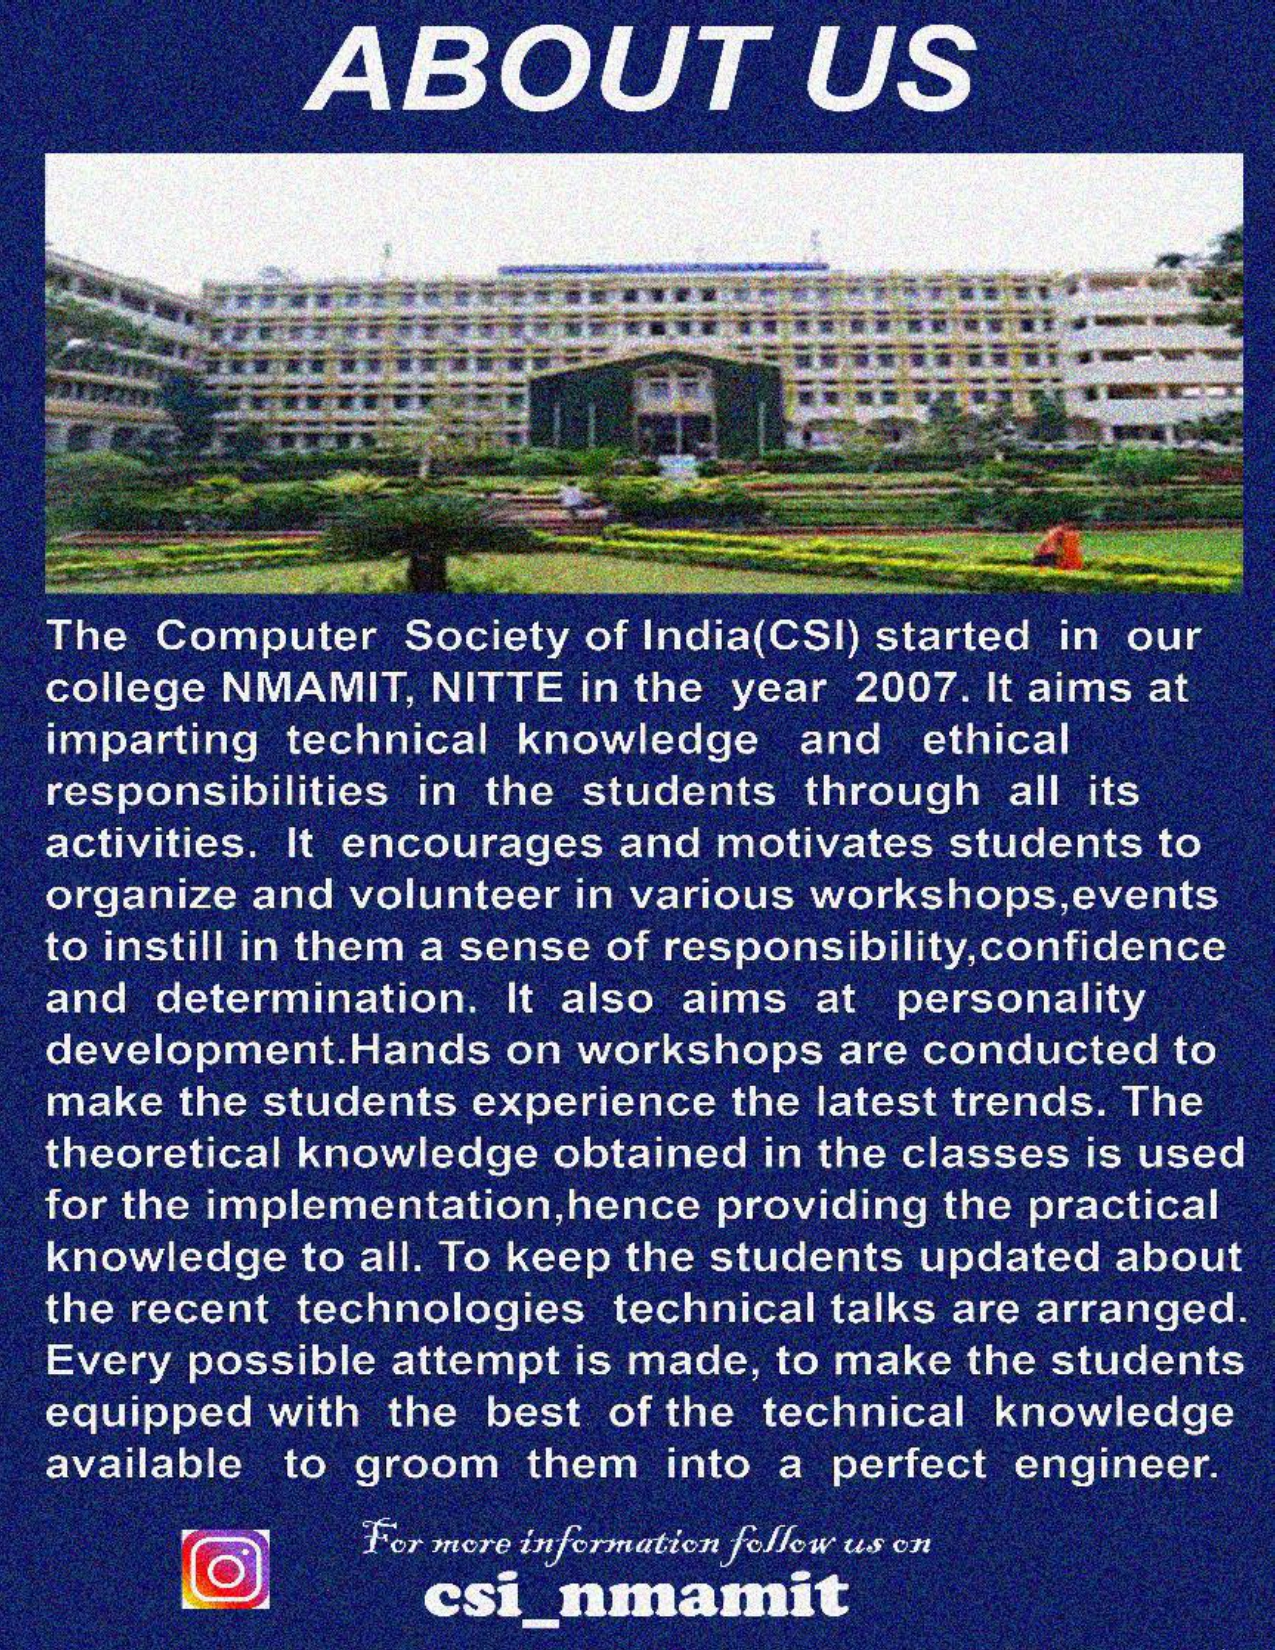 ABOUT US
The Computer Society of India(CSI) started in our
college NMAMIT, NITTE in the year 2007. It aims at
imparting technical knowledge and ethical
responsibilities in the students through all its
activities. It encourages and motivates students to
organize and volunteer in various workshops,events
to instill in them a sense of responsibility,confidence
and determination. It also aims at personality
development.Hands on workshops are conducted to
make the students experience the latest trends. The
theoretical knowledge obtained in the classes is used
for the implementation,hence providing the practical
knowledge to all. To keep the students updated about
the recent technologies technical talks are arranged.
Every possible attempt is made, to make the students
equipped with the best of the technical knowledge
available to groom them into a perfect engineer.
For more information follow us on
csi_nmamit